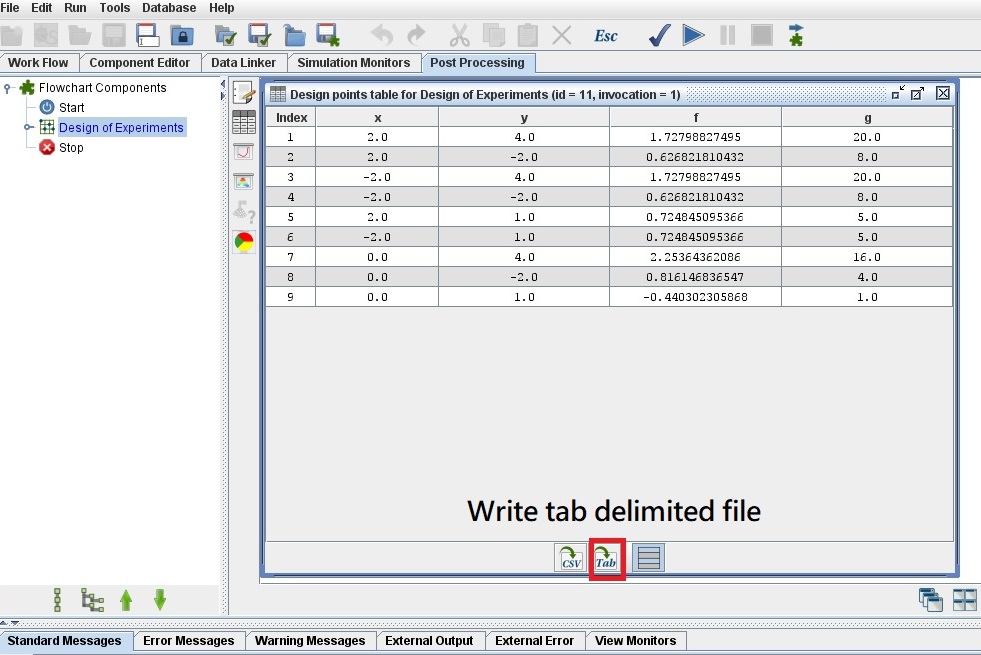 File Edit Run Tools Database Help
Esc
Work Flow Component Editor Data Linker Simulation Monitors Post Processing
Flowchart Components
Start
Design of Experiments
Stop
Design points table for Design of Experiments (id = 11, invocation = 1)
Index x y f g
1 2.0 4.0 1.72798827495 20.0
2 2.0 -2.0 0.626821810432 8.0
3 -2.0 4.0 1.72798827495 20.0
4 -2.0 -2.0 0.626821810432 8.0
5 2.0 1.0 0.724845095366 5.0
6 -2.0 1.0 0.724845095366 5.0
7 0.0 4.0 2.25364362086 16.0
8 0.0 -2.0 0.816146836547 4.0
9 0.0 1.0 -0.440302305868 1.0
Write tab delimited file
CSV Tab
Standard Messages Error Messages Warning Messages External Output External Error View Monitors